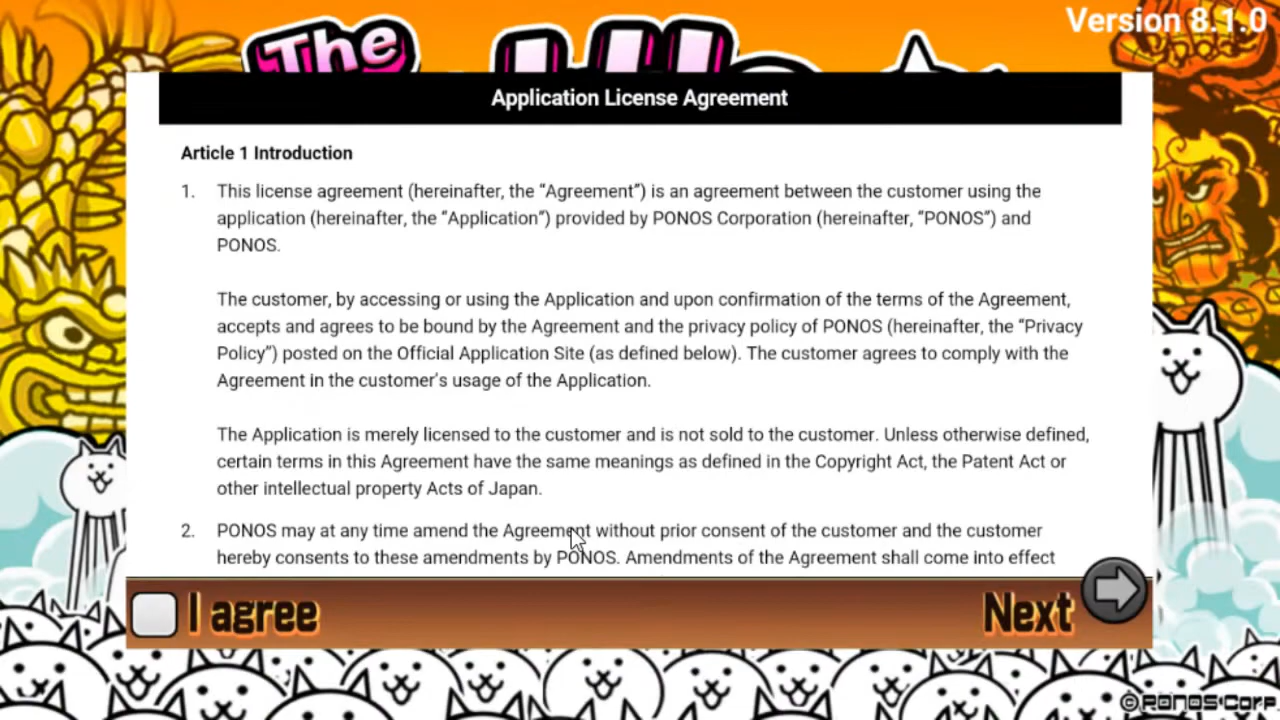 Version 8.1.0
The
Application License Agreement
Article 1 Introduction
1. This license agreement (hereinafter, the “Agreement”) is an agreement between the customer using the
application (hereinafter, the “Application”) provided by PONOS Corporation (hereinafter, “PONOS”) and
PONOS.
The customer, by accessing or using the Application and upon confirmation of the terms of the Agreement,
accepts and agrees to be bound by the Agreement and the privacy policy of PONOS (hereinafter, the “Privacy
Policy”) posted on the Official Application Site (as defined below). The customer agrees to comply with the
Agreement in the customer's usage of the Application.
The Application is merely licensed to the customer and is not sold to the customer. Unless otherwise defined,
certain terms in this Agreement have the same meanings as defined in the Copyright Act, the Patent Act or
other intellectual property Acts of Japan.
2. PONOS may at any time amend the Agreement without prior consent of the customer and the customer
hereby consents to these amendments by PONOS. Amendments of the Agreement shall come into effect
I agree
Next
© PONOS Corp.